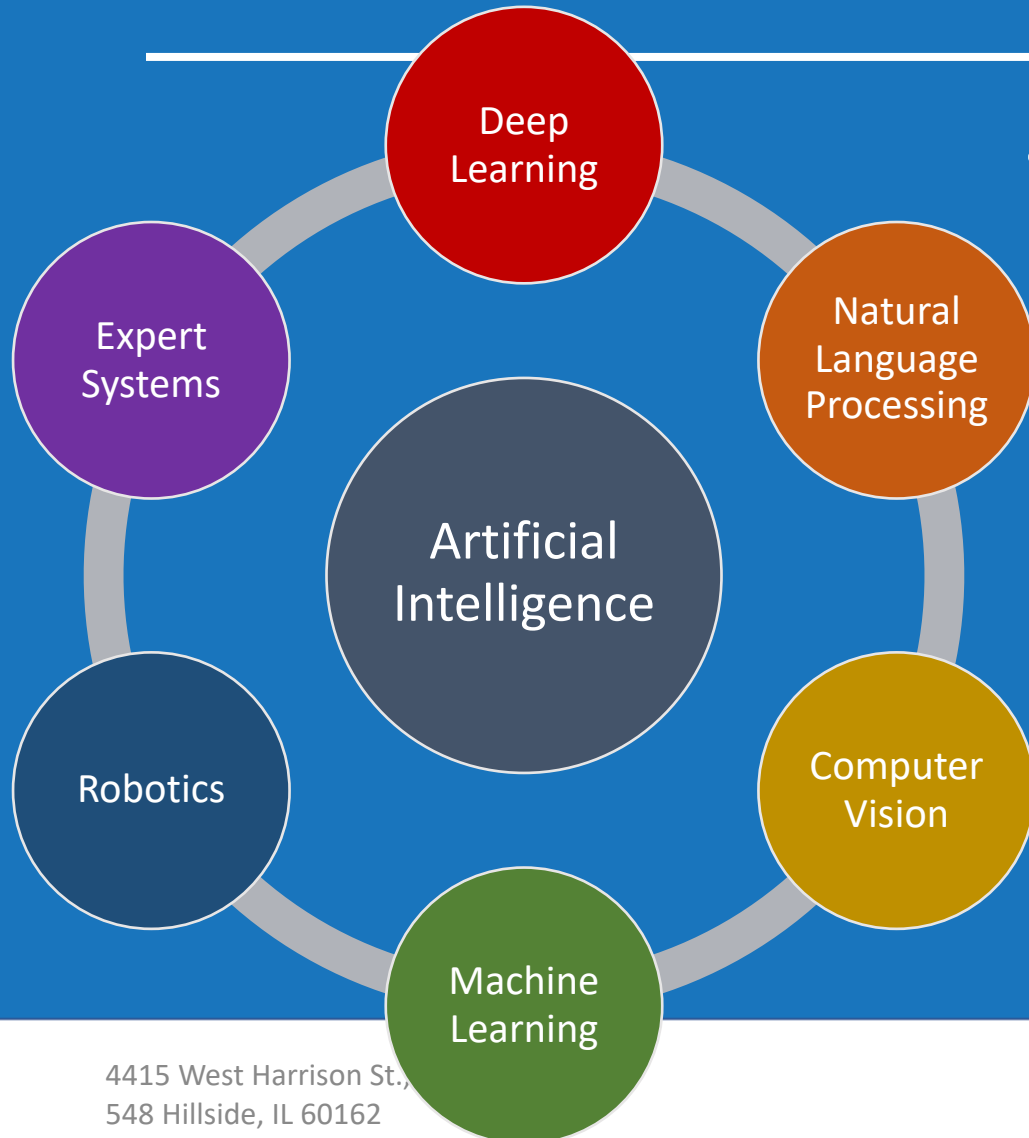 Deep
Learning
Expert
Systems
Natural
Language
Processing
Artificial
Intelligence
Robotics
Computer
Vision
Machine
Learning
4415 West Harrison St.,
548 Hillside, IL 60162